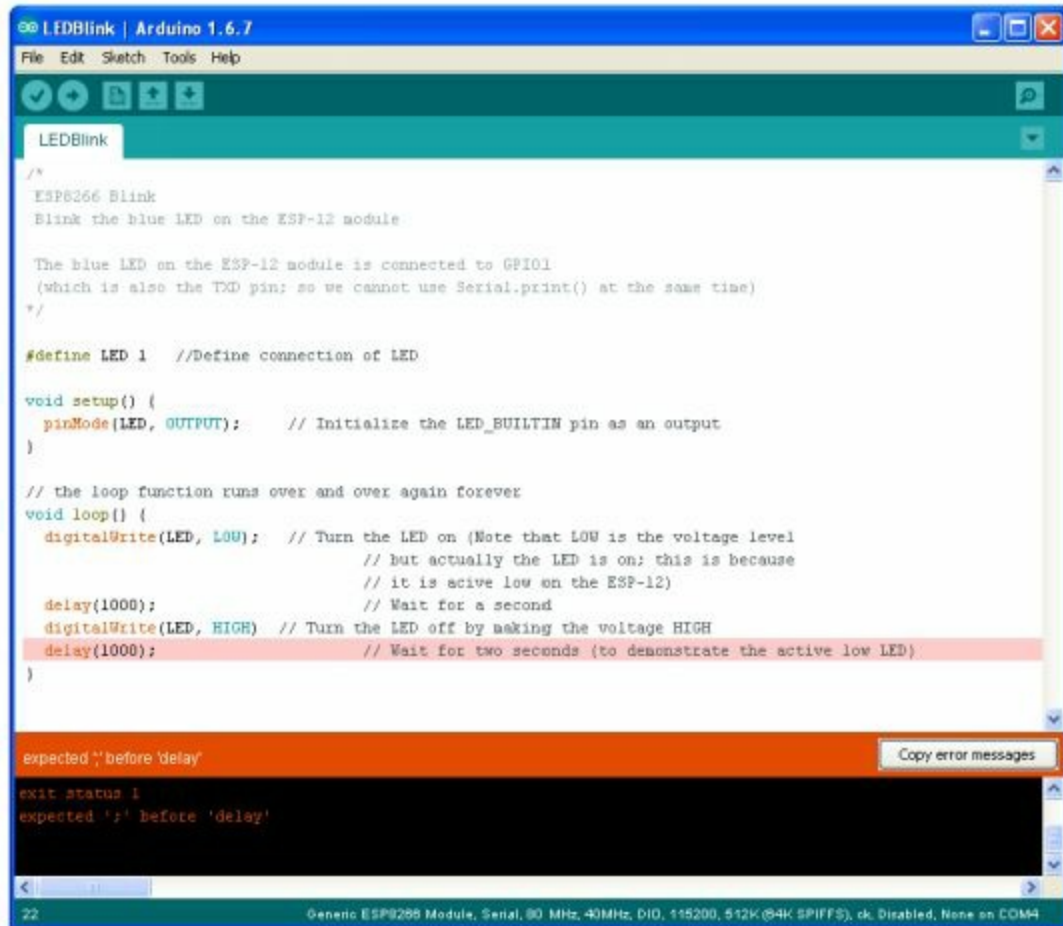 LEDBlink | Arduino 1.6.7
File Edit Sketch Tools Help
LEDBlink
/*
ESP8266 Blink
Blink the blue LED on the ESP-12 module
The blue LED on the ESP-12 module is connected to GPIO1
(which is also the TXD pin; so we cannot use Serial.print() at the same time)
*/
#define LED 1 //Define connection of LED
void setup() {
pinMode(LED, OUTPUT); // Initialize the LED_BUILTIN pin as an output
}
// the loop function runs over and over again forever
void loop() {
digitalWrite(LED, LOW); // Turn the LED on (Note that LOW is the voltage level
// but actually the LED is on; this is because
// it is acive low on the ESP-12)
delay(1000); // Wait for a second
digitalWrite(LED, HIGH) // Turn the LED off by making the voltage HIGH
delay(1000); // Wait for two seconds (to demonstrate the active low LED)
}
expected ';' before 'delay'
Copy error messages
exit status 1
expected ';' before 'delay'
22
Generic ESP8266 Module, Serial, 80 MHz, 40MHz, DIO, 115200, 512K (64K SPIFFS), ck, Disabled, None on COM4